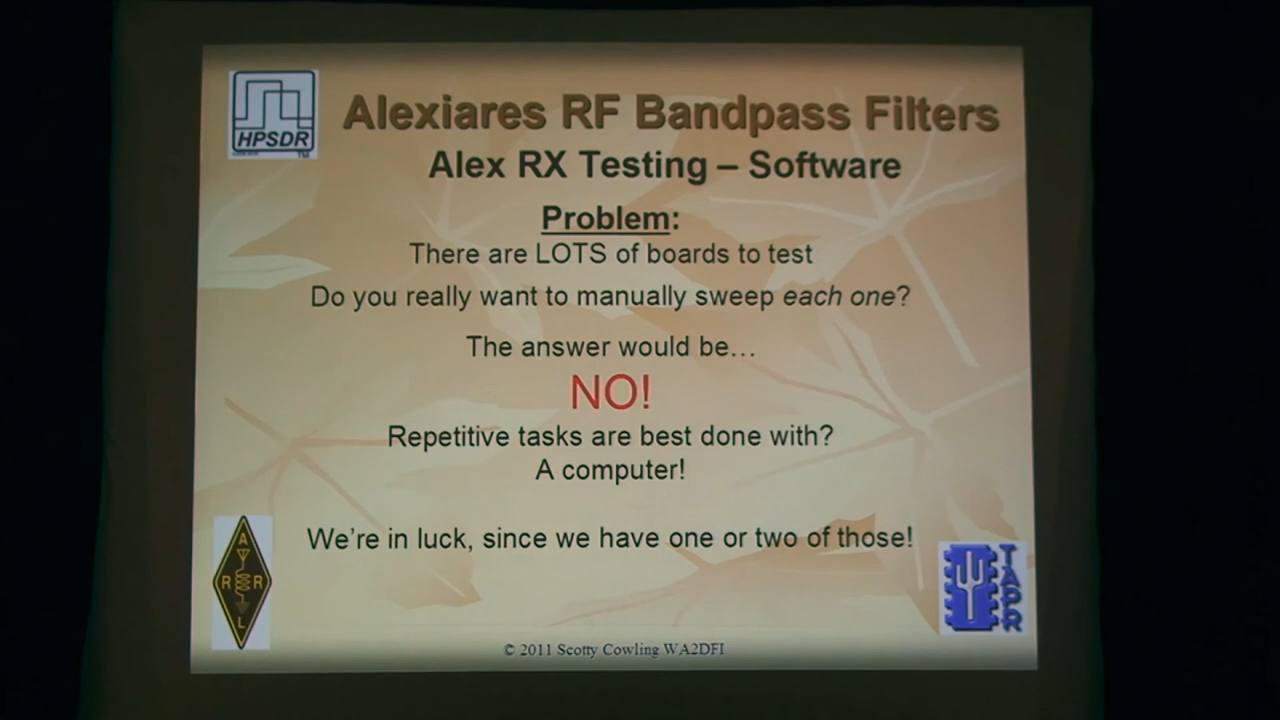 HPSDR
TM
Alexiares RF Bandpass Filters
Alex RX Testing – Software
Problem:
There are LOTS of boards to test
Do you really want to manually sweep each one?
The answer would be…
NO!
Repetitive tasks are best done with?
A computer!
We're in luck, since we have one or two of those!
A
R R
L
TAPR
© 2011 Scotty Cowling WA2DFI